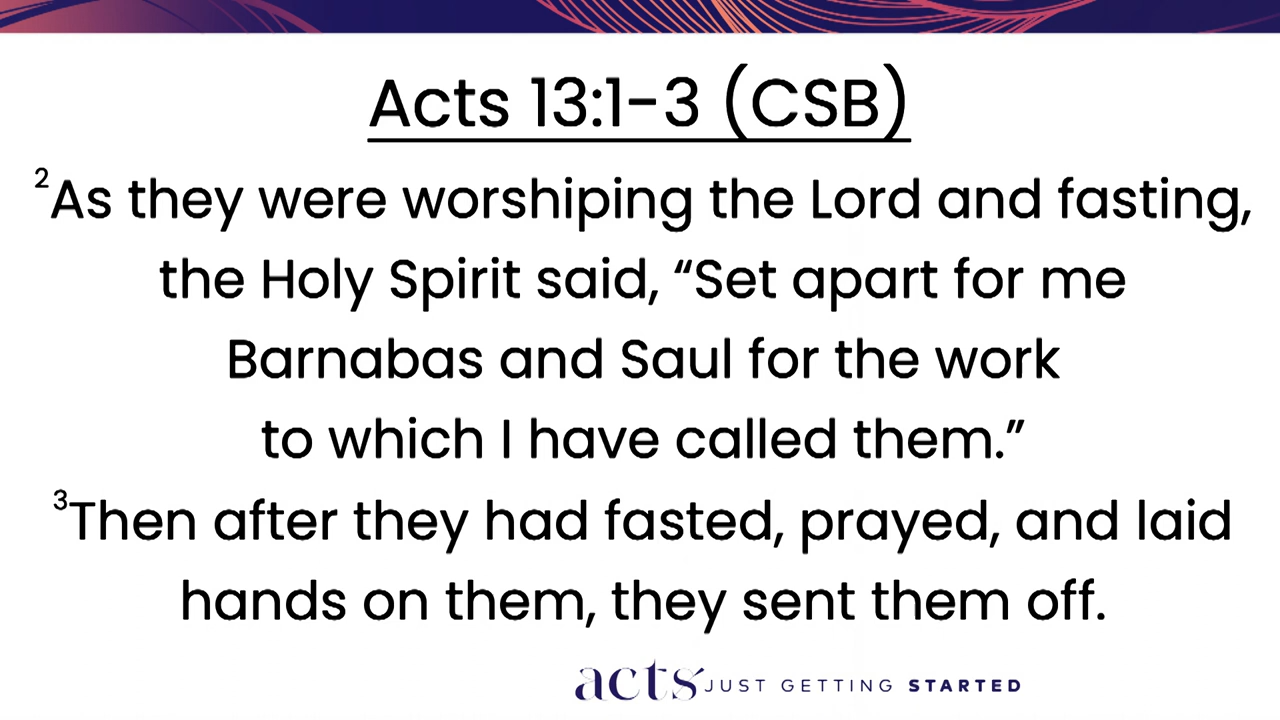 Acts 13:1-3 (CSB)
²As they were worshiping the Lord and fasting,
the Holy Spirit said, “Set apart for me
Barnabas and Saul for the work
to which I have called them.”
³Then after they had fasted, prayed, and laid
hands on them, they sent them off.
acts JUST GETTING STARTED